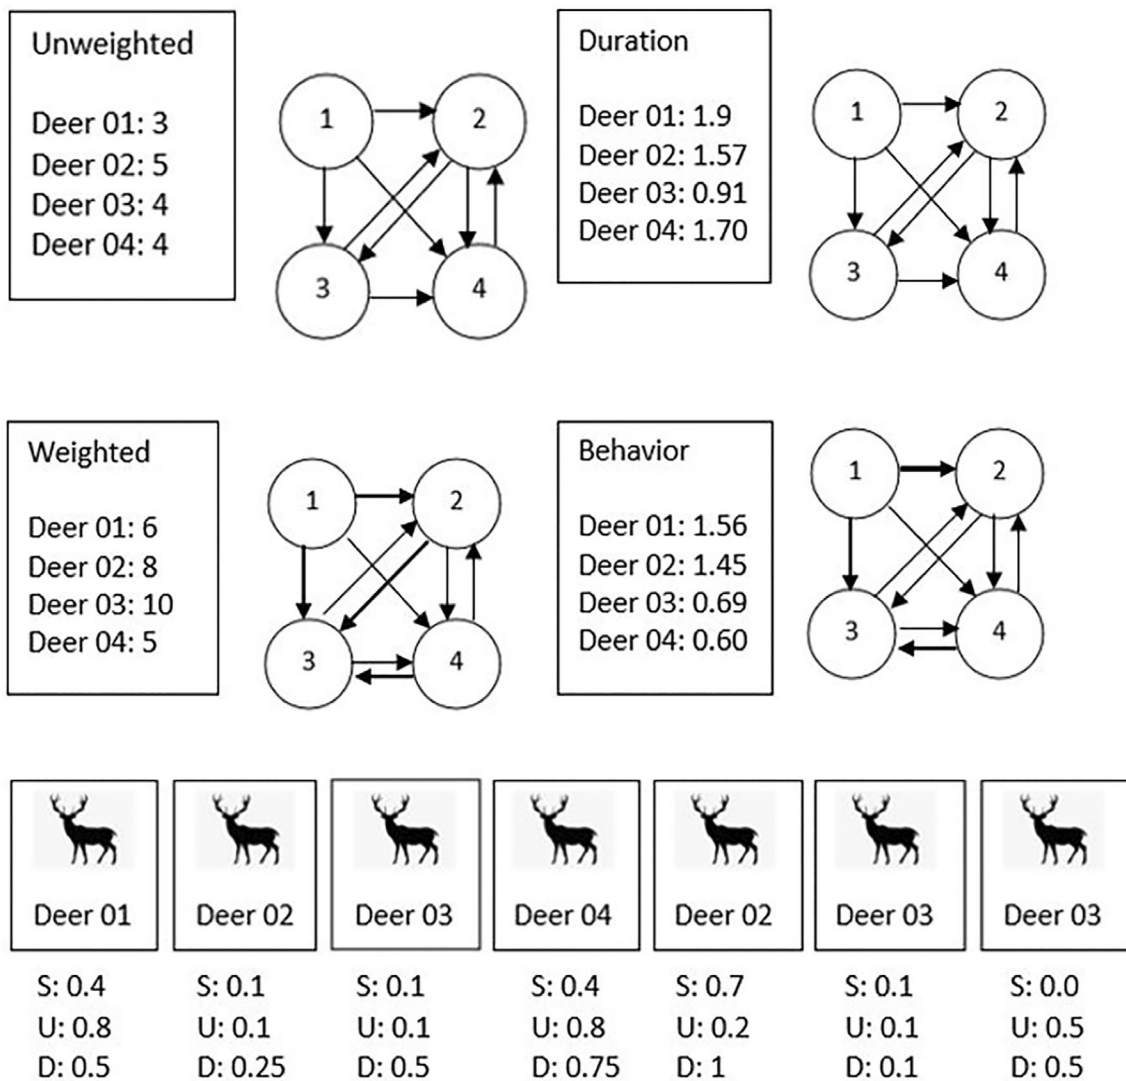 Unweighted
Deer 01: 3
Deer 02: 5
Deer 03: 4
Deer 04: 4
1
2
3
4
Duration
Deer 01: 1.9
Deer 02: 1.57
Deer 03: 0.91
Deer 04: 1.70
1
2
3
4
Weighted
Deer 01: 6
Deer 02: 8
Deer 03: 10
Deer 04: 5
1
2
3
4
Behavior
Deer 01: 1.56
Deer 02: 1.45
Deer 03: 0.69
Deer 04: 0.60
1
2
3
4
Deer 01
S: 0.4
U: 0.8
D: 0.5
Deer 02
S: 0.1
U: 0.1
D: 0.25
Deer 03
S: 0.1
U: 0.1
D: 0.5
Deer 04
S: 0.4
U: 0.8
D: 0.75
Deer 02
S: 0.7
U: 0.2
D: 1
Deer 03
S: 0.1
U: 0.1
D: 0.1
Deer 03
S: 0.0
U: 0.5
D: 0.5